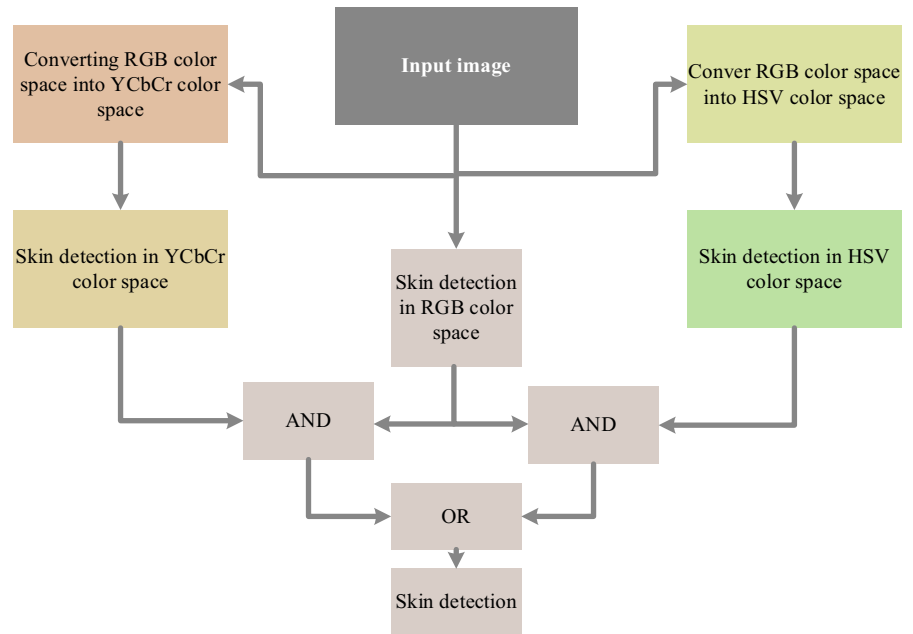 Converting RGB color
space into YCbCr color
space
Input image
Conver RGB color space
into HSV color space
Skin detection in YCbCr
color space
Skin detection
in RGB color
space
Skin detection in HSV
color space
AND
AND
OR
Skin detection